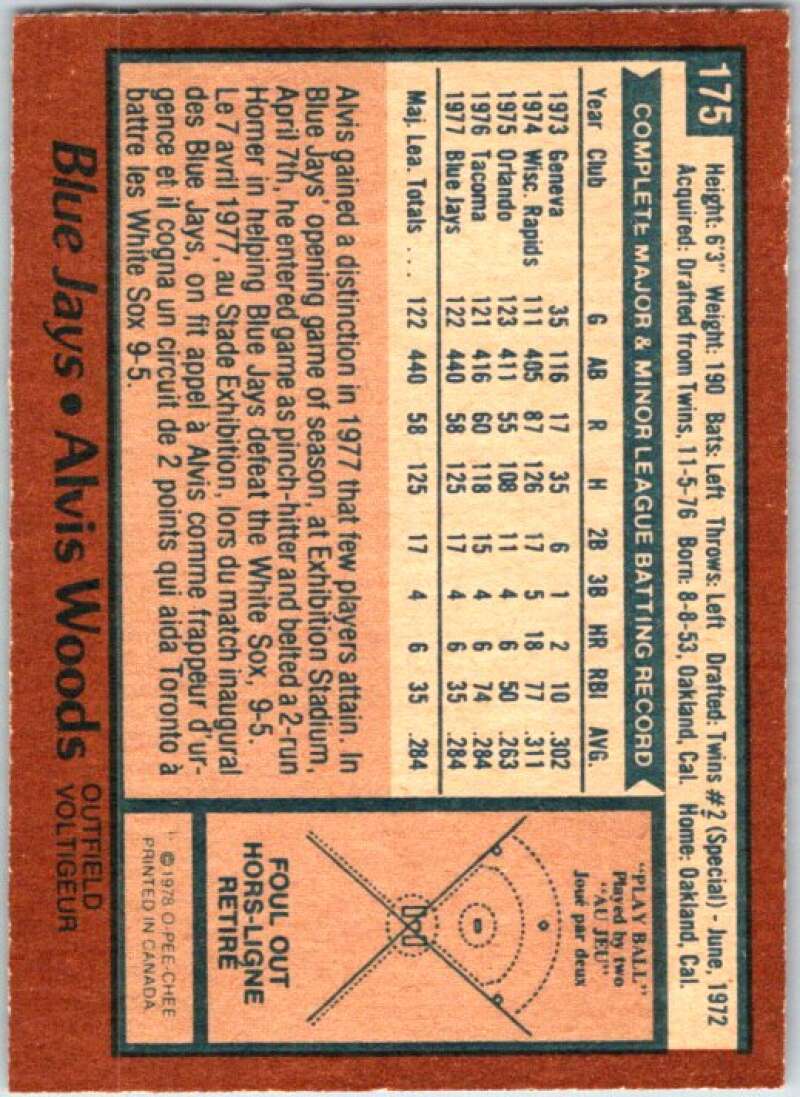 175
Height: 6'3" Weight: 190 Bats: Left Throws: Left Drafted: Twins #2 (Special) - June, 1972
Acquired: Drafted from Twins, 11-5-76 Born: 8-8-53, Oakland, Cal. Home: Oakland, Cal.
COMPLETE MAJOR & MINOR LEAGUE BATTING RECORD
Year Club G AB R H 2B 3B HR RBI AVG.
1973 Geneva 35 116 17 35 6 1 2 10 .302
1974 Wisc. Rapids 111 405 87 126 17 5 18 77 .311
1975 Orlando 123 411 55 108 11 4 6 50 .263
1976 Tacoma 121 416 60 118 15 4 6 74 .284
1977 Blue Jays 122 440 58 125 17 4 6 35 .284
Maj. Lea. Totals ... 122 440 58 125 17 4 6 35 .284
Alvis gained a distinction in 1977 that few players attain. In
Blue Jays' opening game of season, at Exhibition Stadium,
April 7th, he entered game as pinch-hitter and belted a 2-run
Homer in helping Blue Jays defeat the White Sox, 9-5.
Le 7 avril 1977, au Stade Exhibition, lors du match inaugural
des Blue Jays, on fit appel à Alvis comme frappeur d'ur-
gence et il cogna un circuit de 2 points qui aida Toronto à
battre les White Sox 9-5.
"PLAY BALL"
Played by two
"AU JEU"
Joué par deux
FOUL OUT
HORS-LIGNE
RETIRÉ
©1978 O-PEE-CHEE
PRINTED IN CANADA
Blue Jays • Alvis Woods
OUTFIELD
VOLTIGEUR